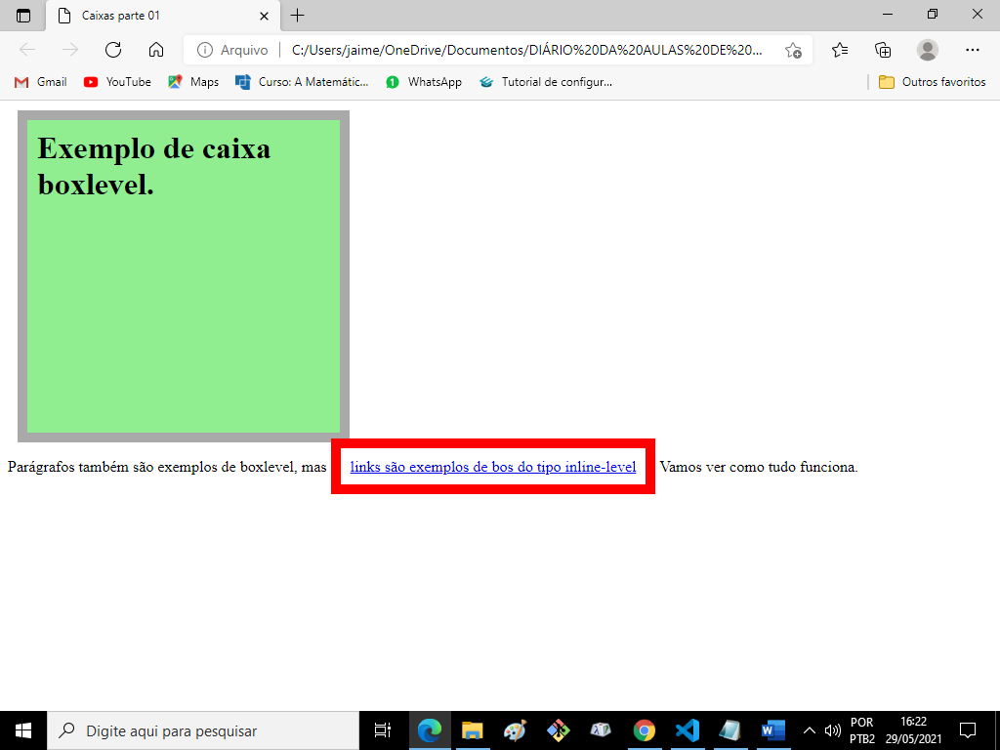 Caixas parte 01
Arquivo
C:/Users/jaime/OneDrive/Documentos/DIÁRIO%20DA%20AULAS%20DE%20...
Gmail
YouTube
Maps
Curso: A Matemátic...
WhatsApp
Tutorial de configur...
Outros favoritos
Exemplo de caixa
boxlevel.
Parágrafos também são exemplos de boxlevel, mas links são exemplos de bos do tipo inline-level Vamos ver como tudo funciona.
Digite aqui para pesquisar
POR
PTB2
16:22
29/05/2021